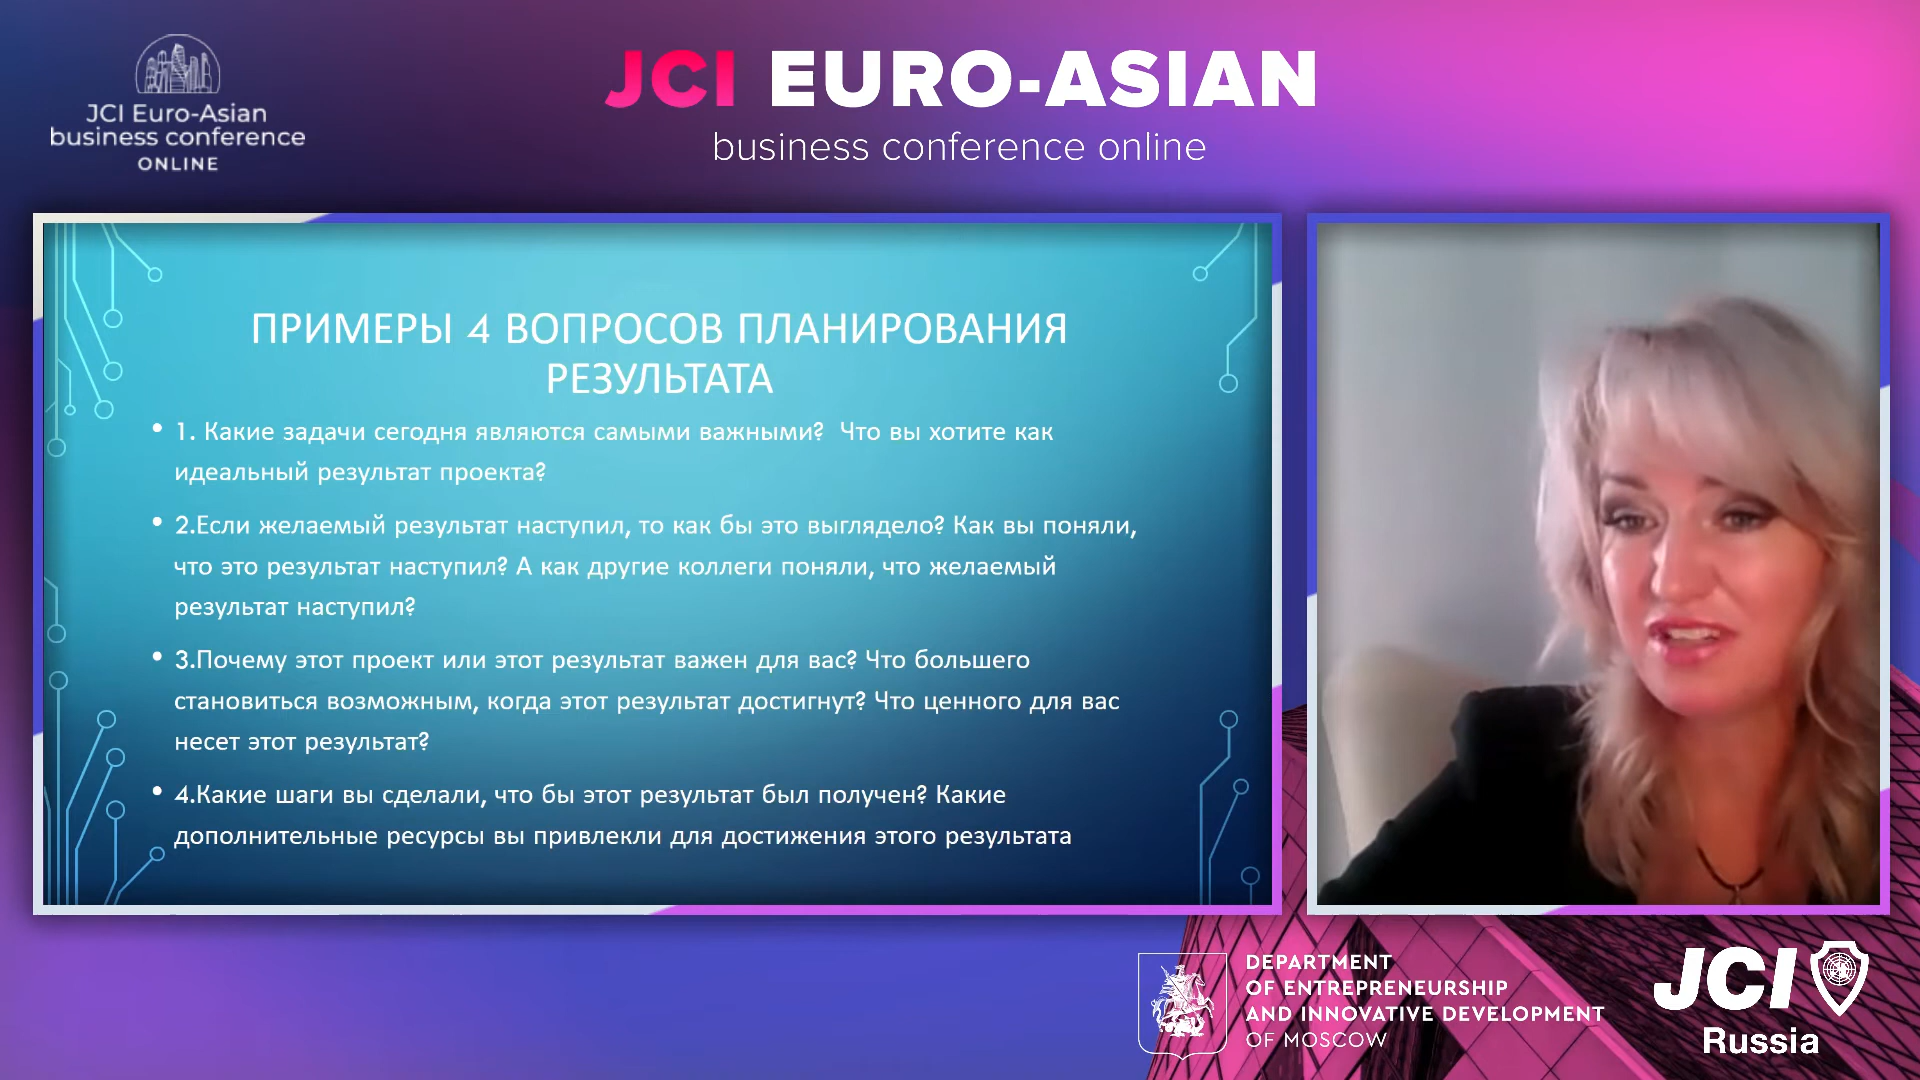 JCI Euro-Asian
business conference
ONLINE
JCI EURO-ASIAN
business conference online
ПРИМЕРЫ 4 ВОПРОСОВ ПЛАНИРОВАНИЯ
РЕЗУЛЬТАТА
• 1. Какие задачи сегодня являются самыми важными? Что вы хотите как
идеальный результат проекта?
• 2.Если желаемый результат наступил, то как бы это выглядело? Как вы поняли,
что это результат наступил? А как другие коллеги поняли, что желаемый
результат наступил?
• 3.Почему этот проект или этот результат важен для вас? Что большего
становиться возможным, когда этот результат достигнут? Что ценного для вас
несет этот результат?
• 4.Какие шаги вы сделали, что бы этот результат был получен? Какие
дополнительные ресурсы вы привлекли для достижения этого результата
DEPARTMENT
OF ENTREPRENEURSHIP
AND INNOVATIVE DEVELOPMENT
OF MOSCOW
JCI
Russia